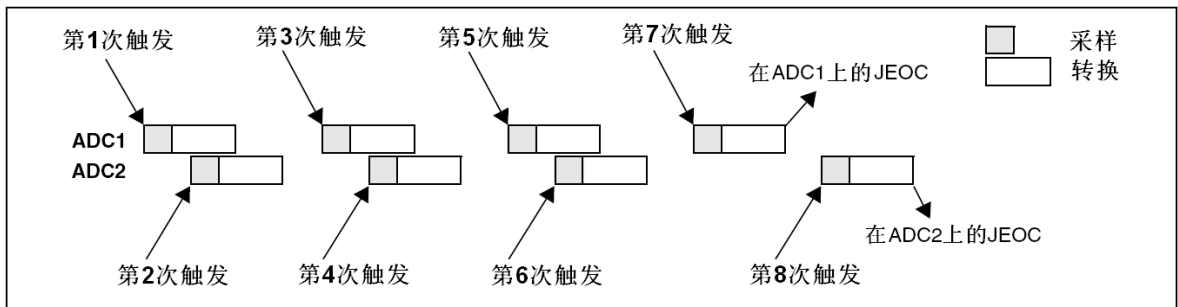 第1次触发
第3次触发
第5次触发
第7次触发
采样
转换
在ADC1上的JEOC
ADC1
ADC2
在ADC2上的JEOC
第2次触发
第4次触发
第6次触发
第8次触发